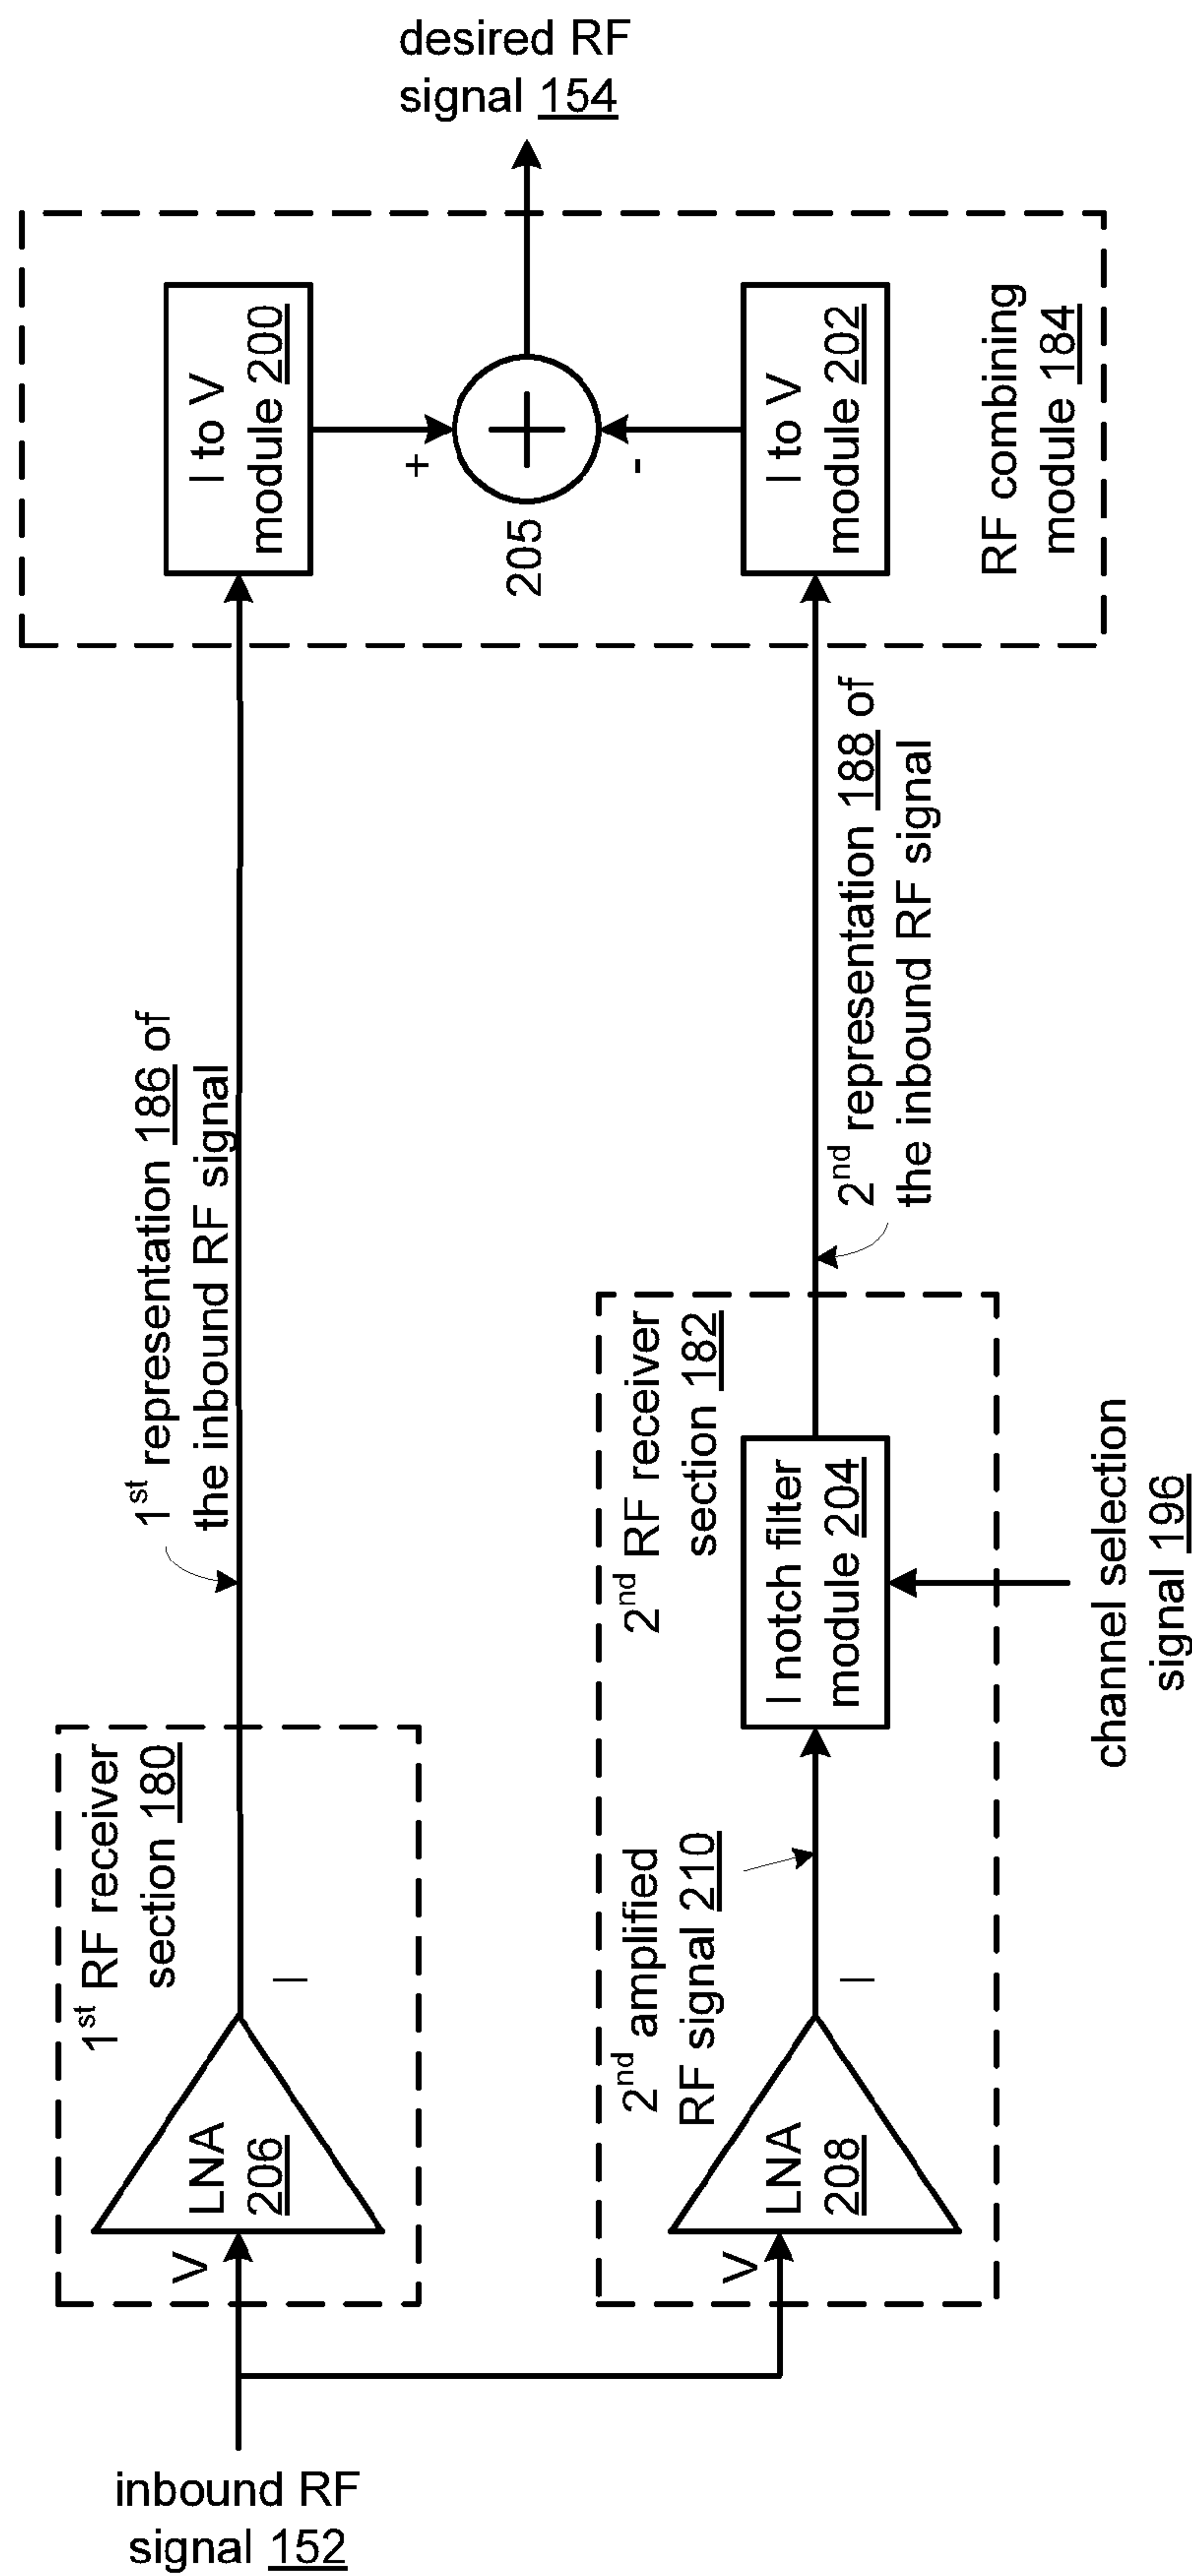 inbound RF
signal 152
V
LNA
206
I
1st RF receiver
section 180
1st representation 186 of
the inbound RF signal
V
LNA
208
I
2nd amplified
RF signal 210
2nd RF receiver
section 182
I notch filter
module 204
channel selection
signal 196
2nd representation 188 of
the inbound RF signal
I to V
module 200
+
205
-
I to V
module 202
RF combining
module 184
desired RF
signal 154